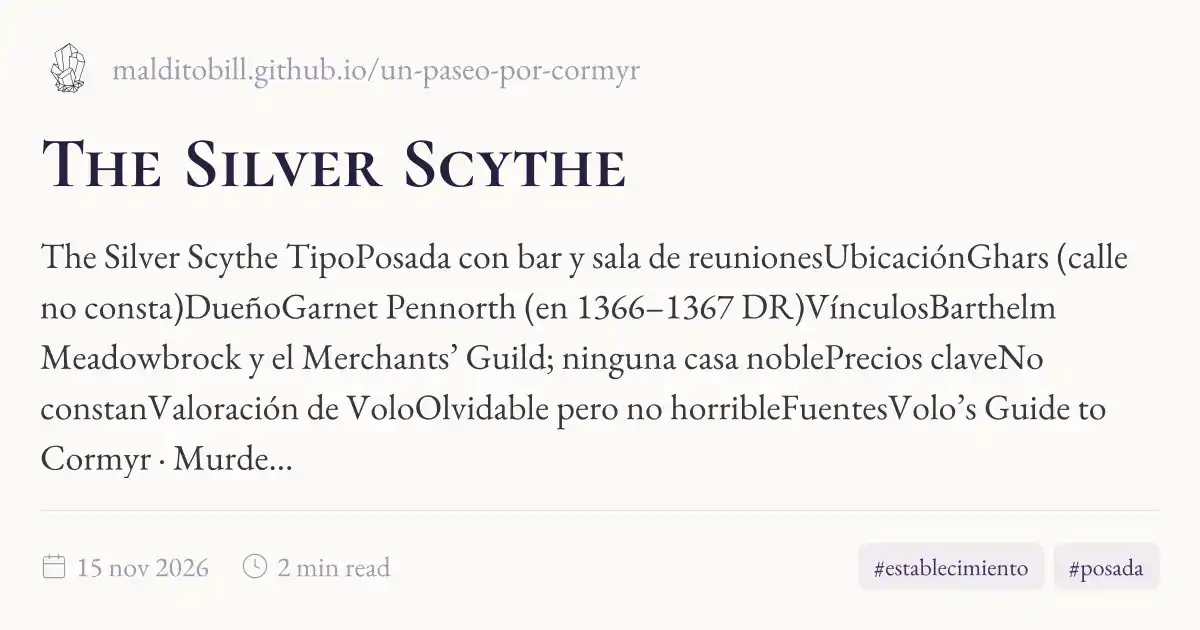 malditobill.github.io/un-paseo-por-cormyr
The Silver Scythe
The Silver Scythe TipoPosada con bar y sala de reunionesUbicaciónGhars (calle
no consta)DueñoGarnet Pennorth (en 1366–1367 DR)VínculosBarthelm
Meadowbrock y el Merchants’ Guild; ninguna casa noblePrecios claveNo
constanValoración de VoloOlvidable pero no horribleFuentesVolo’s Guide to
Cormyr · Murde...
15 nov 2026
2 min read
#establecimiento
#posada